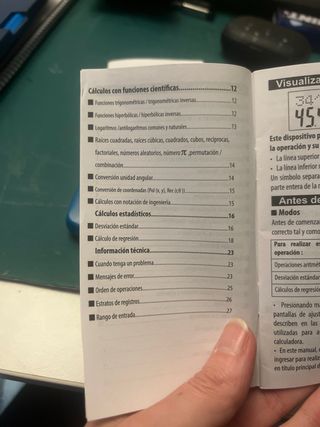 Cálculos con funciones científicas..............................12
■ Funciones trigonométricas / trigonométricas inversas..............12
■ Funciones hiperbólicas / hiperbólicas inversas....................12
■ Logaritmo /antilogaritmos comunes y naturales....................13
■ Raíces cuadradas, raíces cúbicas, cuadrados, cubos, recíprocas,
factoriales, números aleatorios, número π ,permutación /
combinación.........................................................14
■ Conversión unidad angular.........................................14
■ Conversión de coordenadas (Pol (x, y), Rec (r,θ ))................15
■ Cálculos con notación de ingeniería...............................15
Cálculos estadísticos...............................................16
■ Desviación estándar...............................................16
■ Cálculo de regresión..............................................18
Información técnica.................................................23
■ Cuando tenga un problema..........................................23
■ Mensajes de error.................................................23
■ Orden de operaciones..............................................25
■ Estratos de registros.............................................26
■ Rango de entrada..................................................27
Visualiza
Este dispositivo p
la operación y su
• La línea superior
• La línea inferior
Un símbolo separa
parte entera de la
Antes de
■ Modos
Antes de comenza
correcto tal y como
Para realizar es
operación :
Operaciones aritmé
Desviación estándar
Cálculos de regresión
• Presionando m
pantallas de ajust
describen en las
utilizadas para a
calculadora.
• En este manual, e
ingresar para realiz
en título principal d